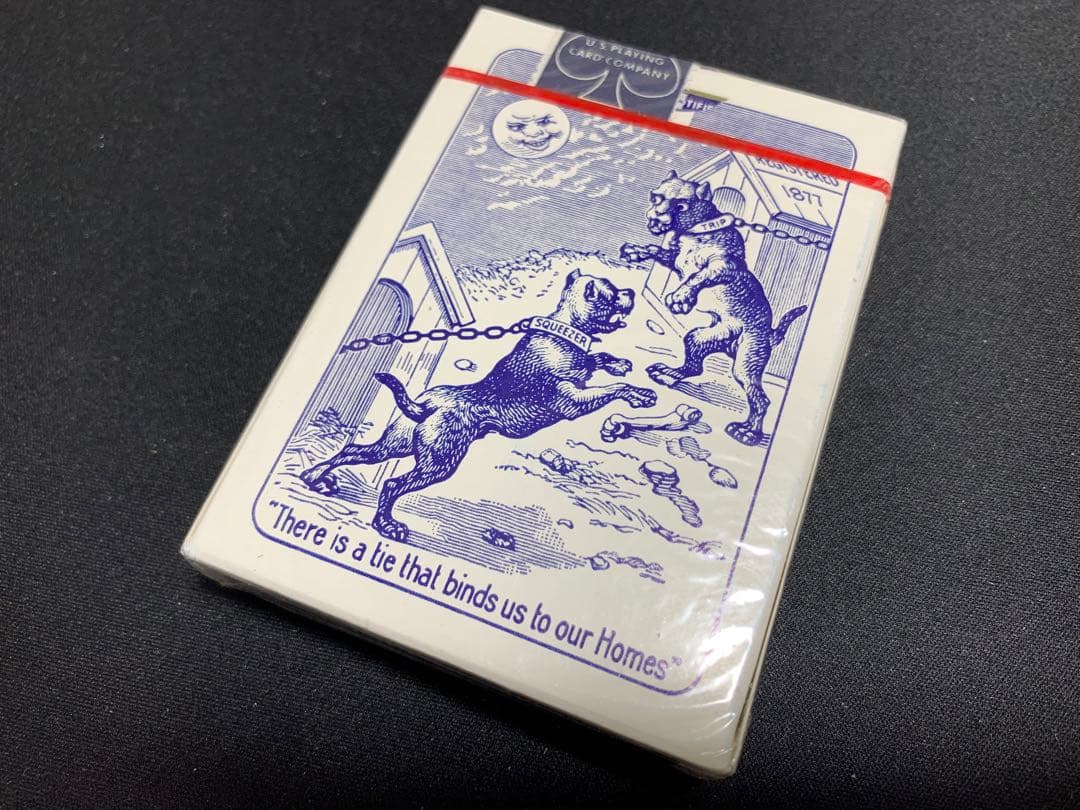 U.S. PLAYING
CARD COMPANY
REGISTERED
1877
TRIP
SQUEEZER
"There is a tie that binds us to our Homes"